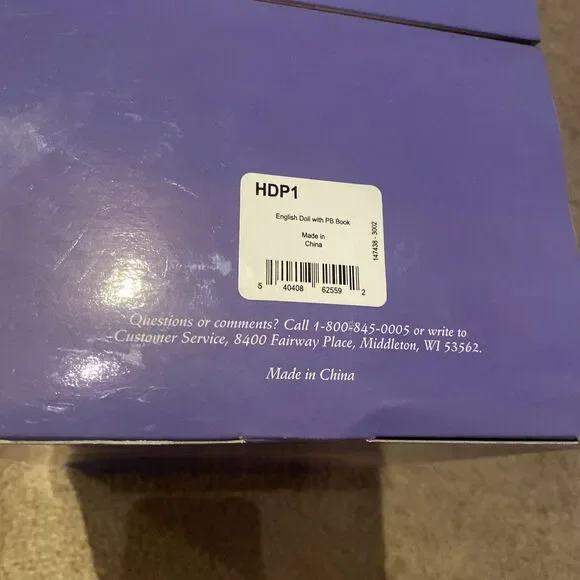 HDP1
English Doll with PB Book
Made in
China
147438 - 3002
5 40408 62559 2
Questions or comments? Call 1-800-845-0005 or write to
Customer Service, 8400 Fairway Place, Middleton, WI 53562.
Made in China